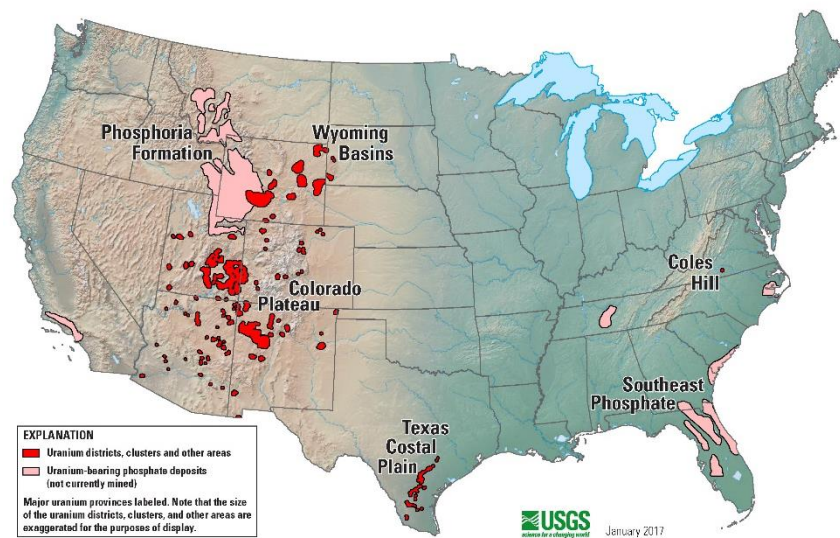 Phosphoria
Formation
Wyoming
Basins
Colorado
Plateau
Coles
Hill
Southeast
Phosphate
Texas
Costal
Plain
EXPLANATION
Uranium districts, clusters and other areas
Uranium-bearing phosphate deposits
(not currently mined)
Major uranium provinces labeled. Note that the size
of the uranium districts, clusters, and other areas are
exaggerated for the purposes of display.
USGS
science for a changing world
January 2017